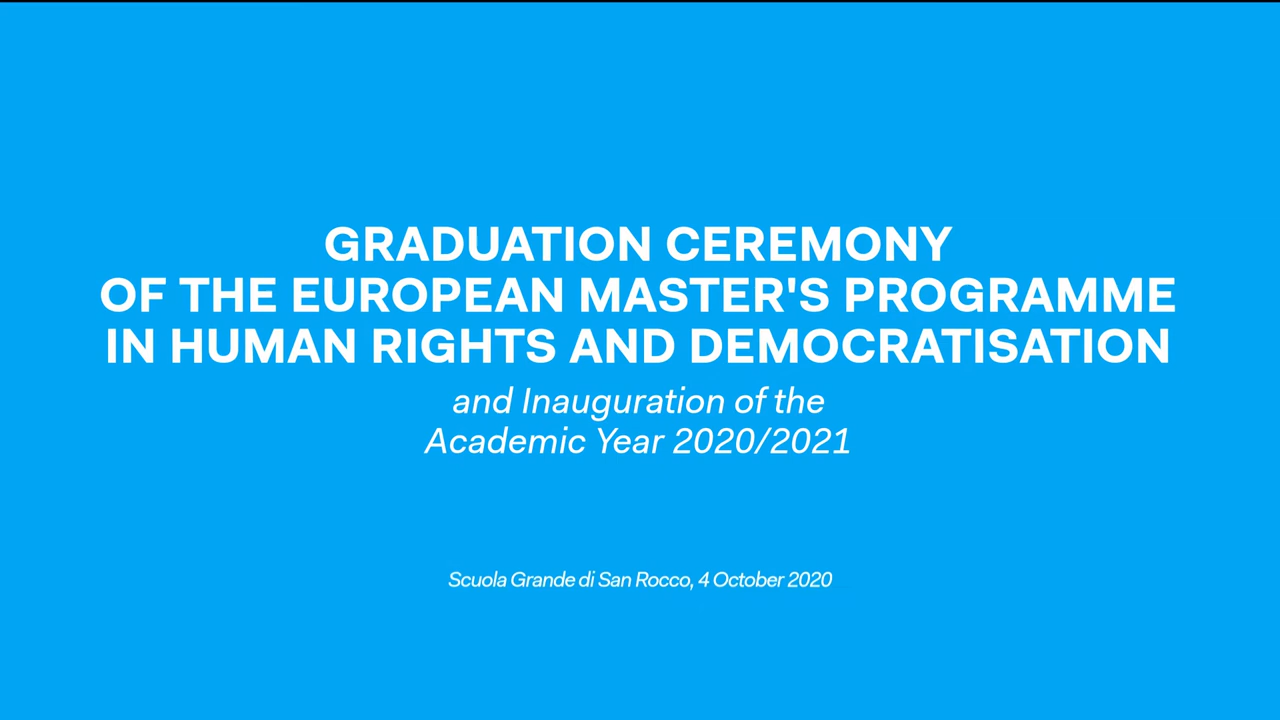 GRADUATION CEREMONY
OF THE EUROPEAN MASTER'S PROGRAMME
IN HUMAN RIGHTS AND DEMOCRATISATION
and Inauguration of the
Academic Year 2020/2021
Scuola Grande di San Rocco, 4 October 2020